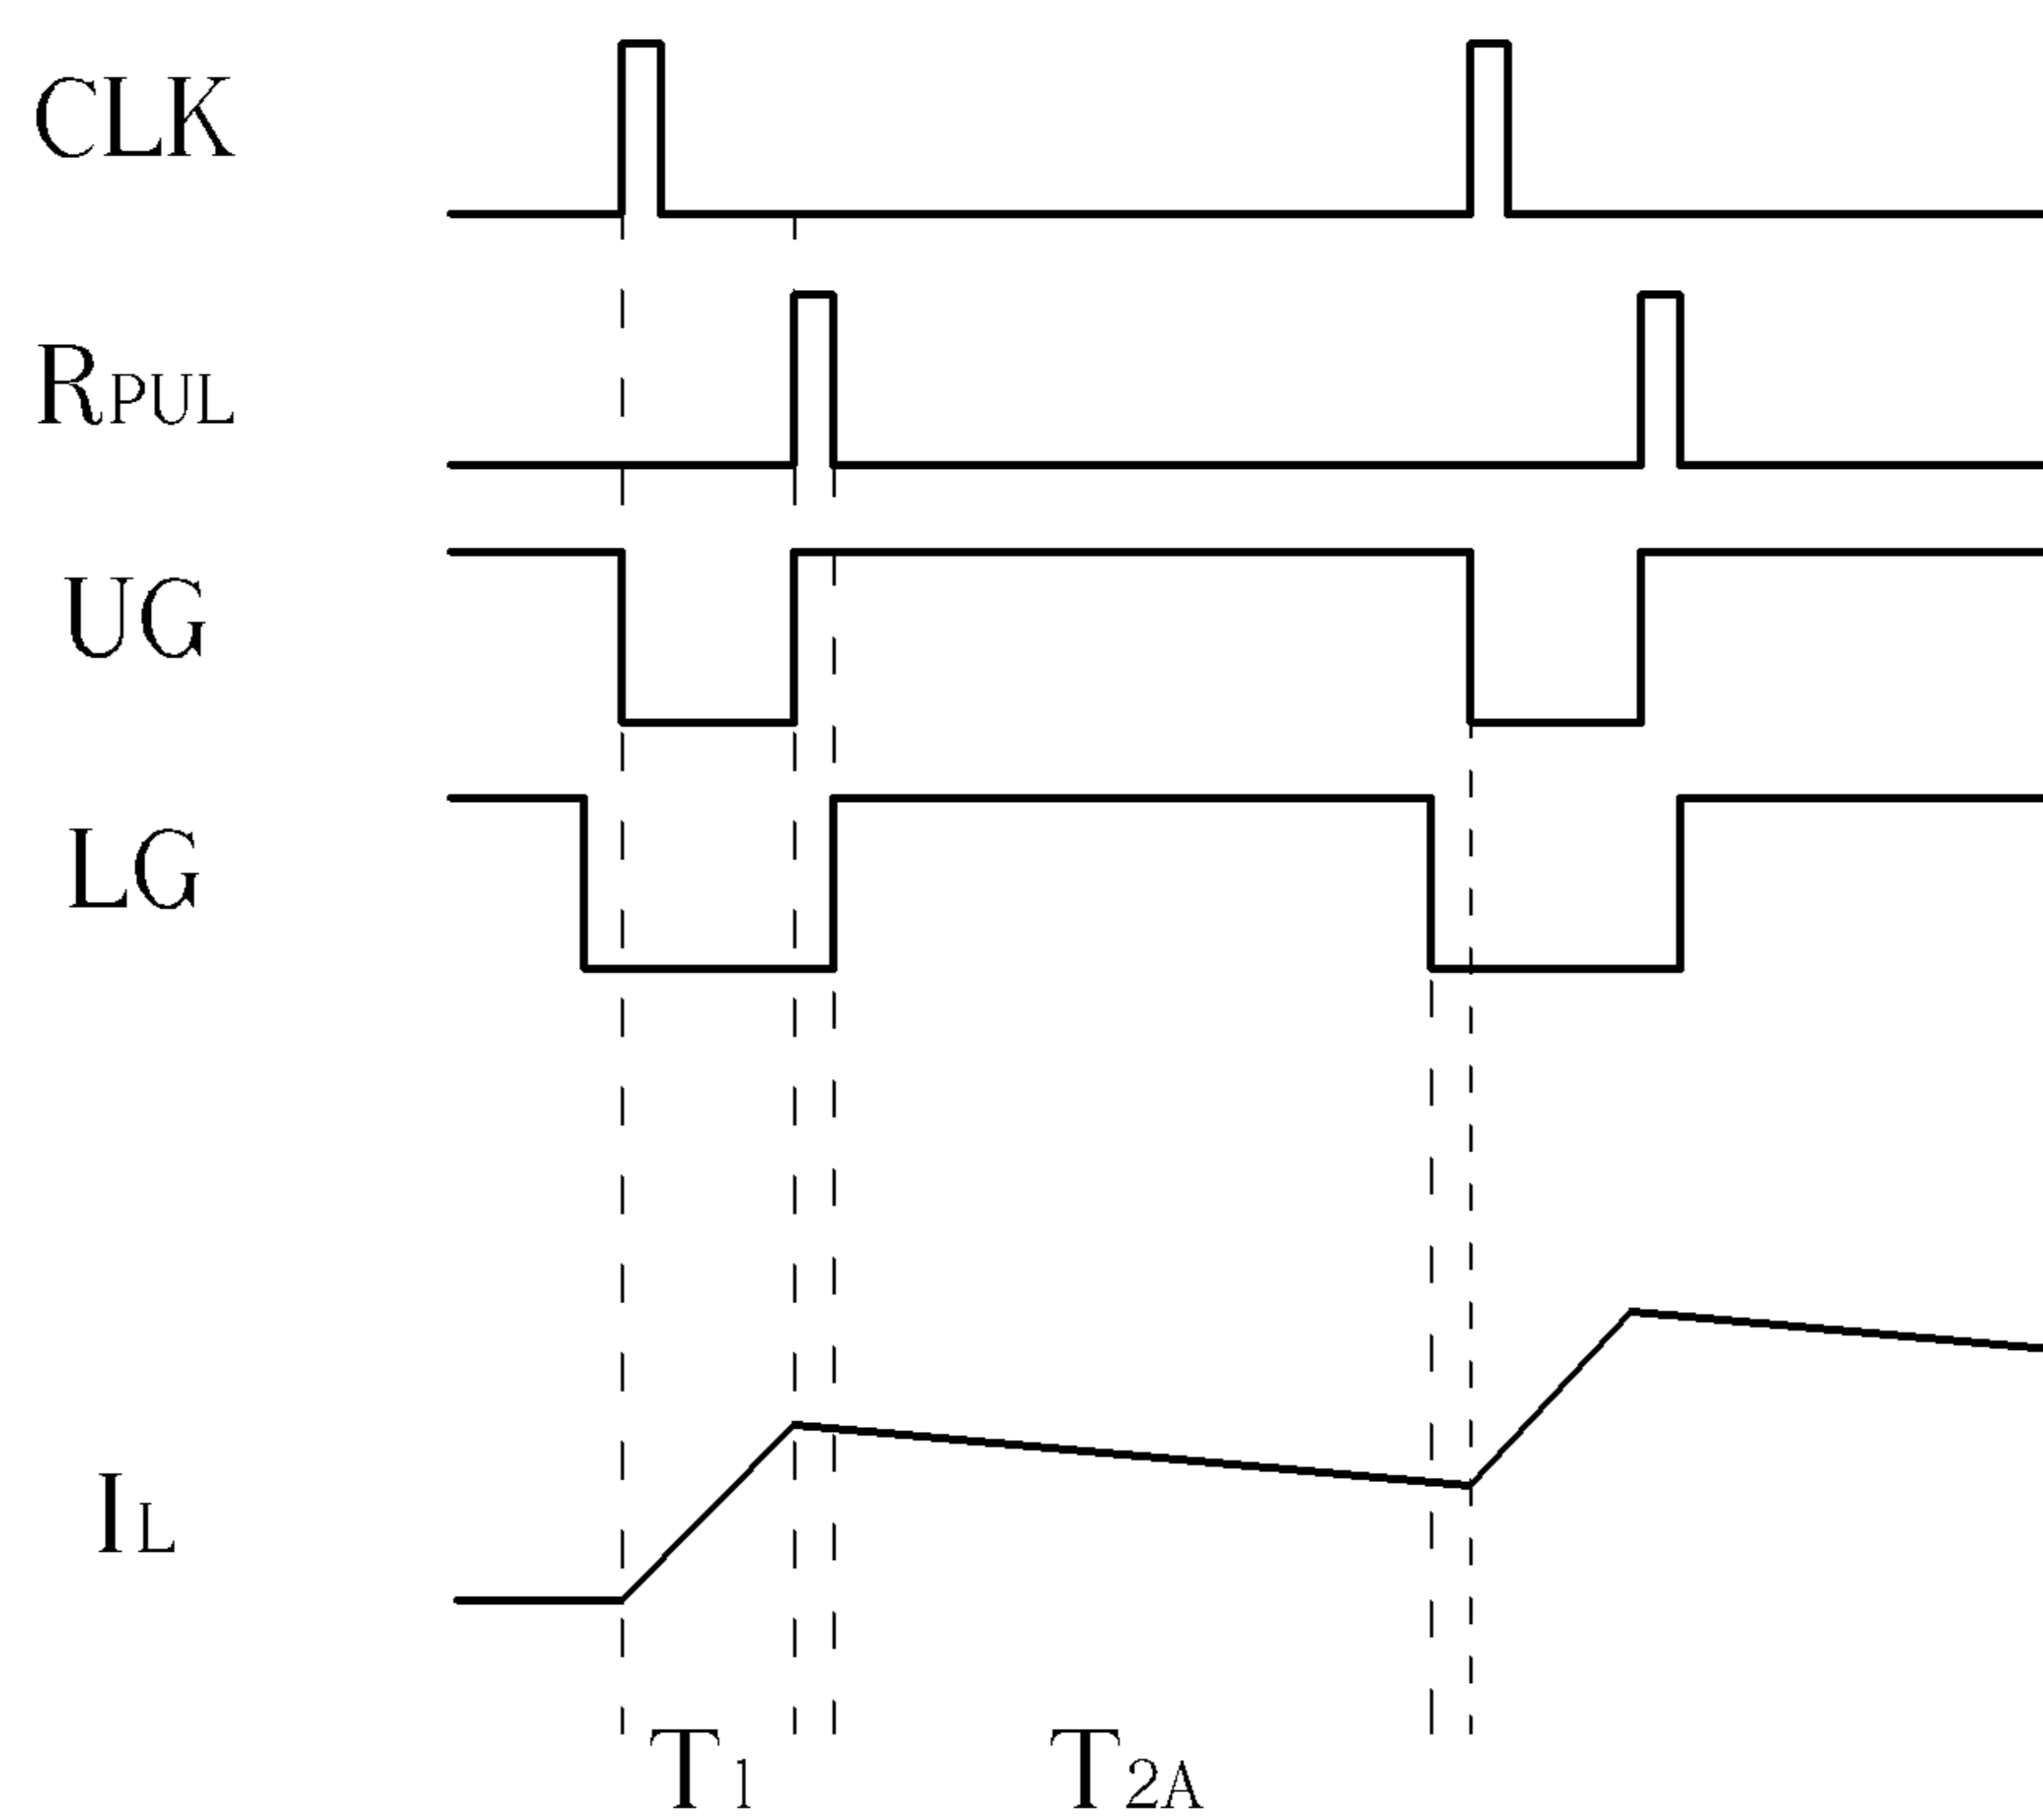 CLK
RPUL
UG
LG
IL
T1 T2A